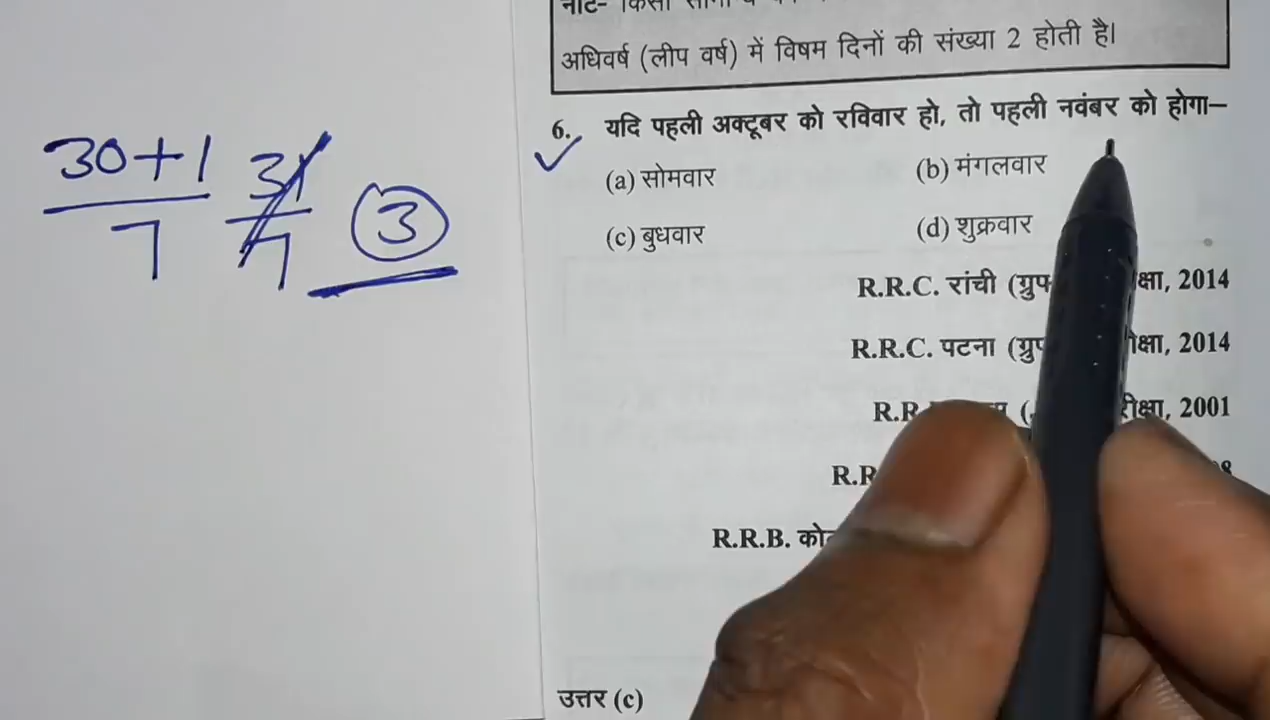 नोट- किसी
अधिवर्ष (लीप वर्ष) में विषम दिनों की संख्या 2 होती है।
6. यदि पहली अक्टूबर को रविवार हो, तो पहली नवंबर को होगा–
(a) सोमवार (b) मंगलवार
(c) बुधवार (d) शुक्रवार
R.R.C. रांची (ग्रुप क्षा, 2014
R.R.C. पटना (ग्रुप क्षा, 2014
R.R ीक्षा, 2001
R.R
R.R.B.
उत्तर (c)
30+1 31 3
7 7